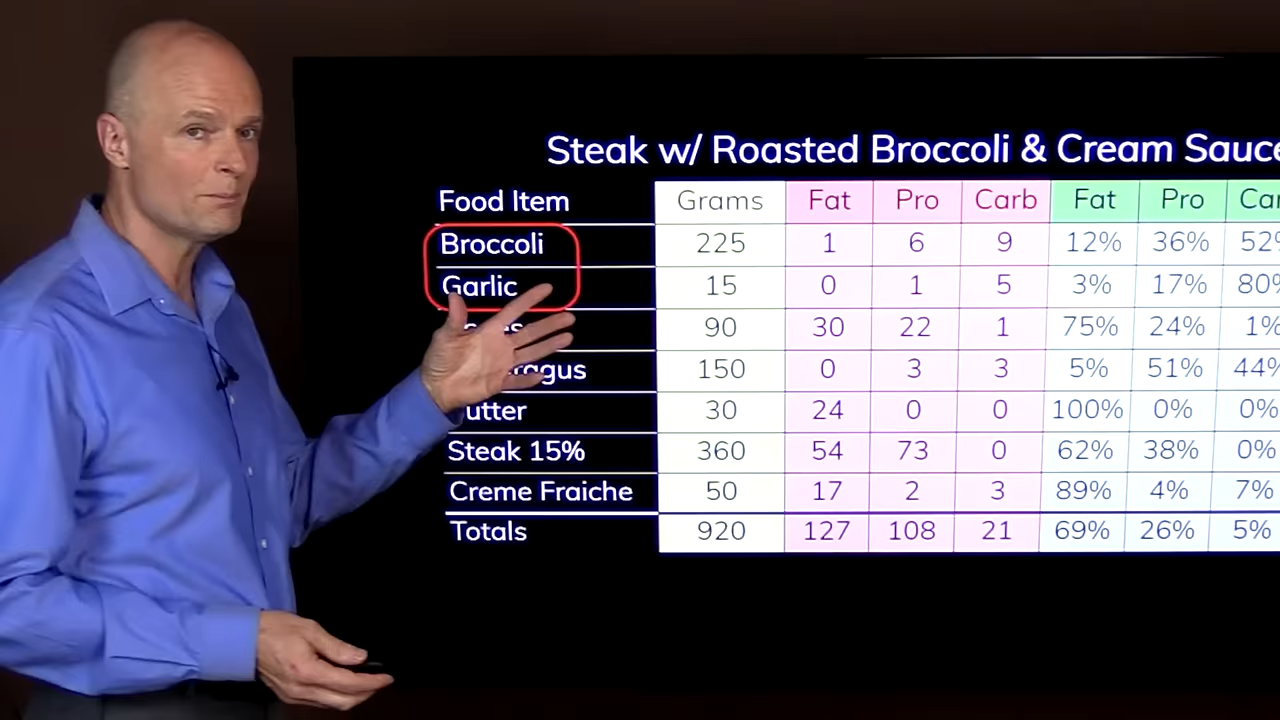 Steak w/ Roasted Broccoli & Cream Sauce
Food Item Grams Fat Pro Carb Fat Pro
Broccoli 225 1 6 9 12% 36% 52%
Garlic 15 0 1 5 3% 17% 80%
90 30 22 1 75% 24% 1%
150 0 3 3 5% 51% 44%
30 24 0 0 100% 0% 0%
Steak 15% 360 54 73 0 62% 38% 0%
Creme Fraiche 50 17 2 3 89% 4% 7%
Totals 920 127 108 21 69% 26% 5%